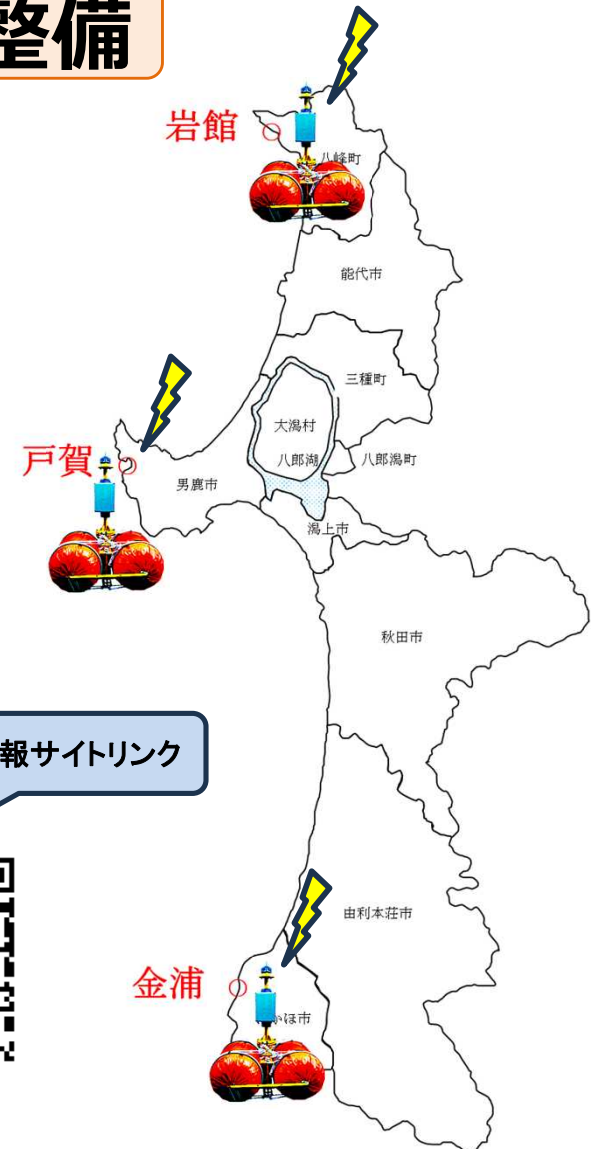 整備
岩館
八峰町
能代市
三種町
大潟村
八郎湖
八郎潟町
戸賀
男鹿市
潟上市
秋田市
報サイトリンク
由利本荘市
金浦
かほ市